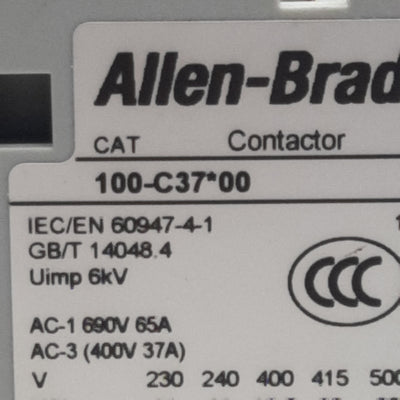 Allen-Brad
CAT Contactor
100-C37*00
IEC/EN 60947-4-1
GB/T 14048.4
Uimp 6kV
CCC
AC-1 690V 65A
AC-3 (400V 37A)
V 230 240 400 415 500